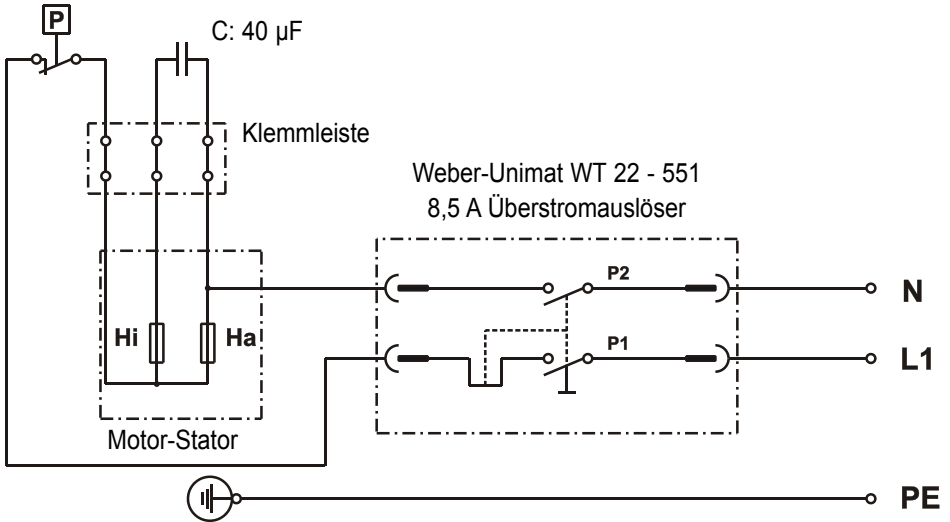 P
C: 40 µF
Klemmleiste
Weber-Unimat WT 22 - 551
8,5 A Überstromauslöser
P2
N
Hi
Ha
P1
L1
Motor-Stator
PE